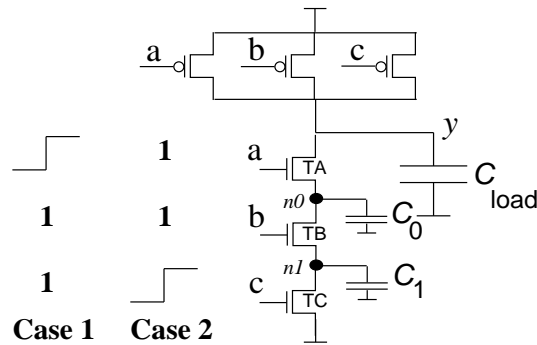 a b c
y
1 a TA C load
n0 C0
1 1 b TB
n1 C1
1 c TC
Case 1 Case 2